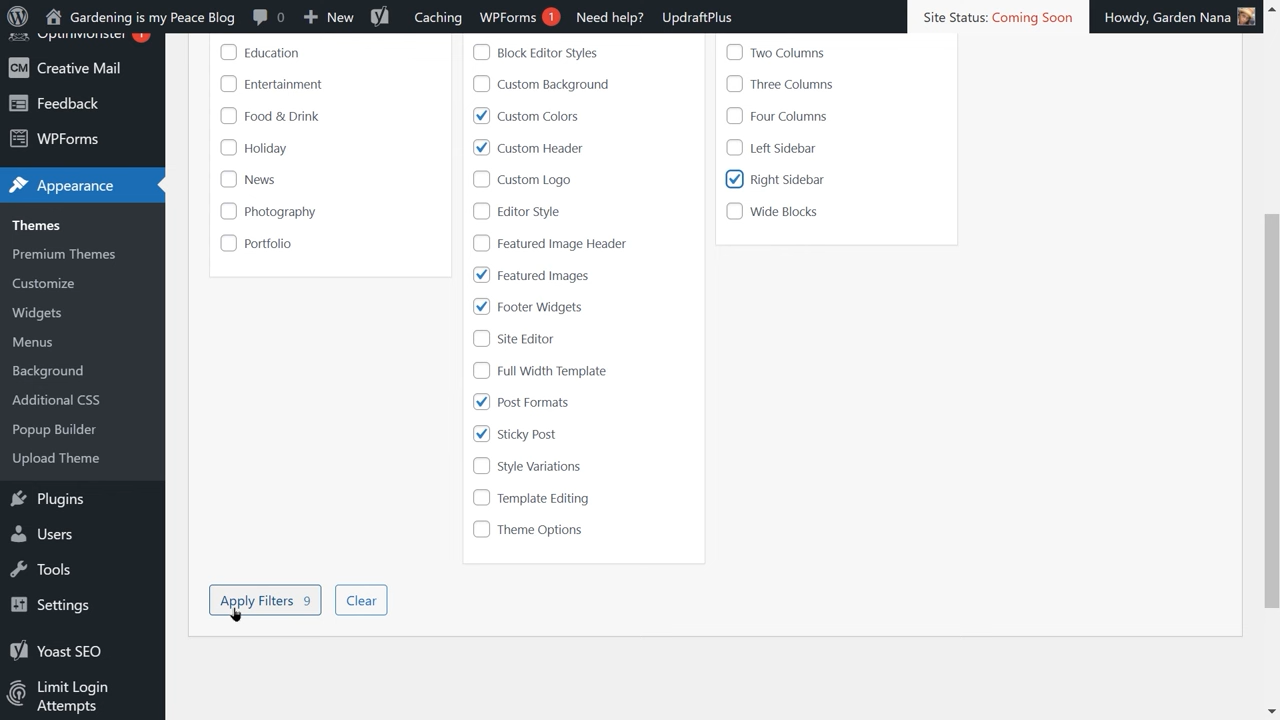 Gardening is my Peace Blog 0 New Caching WPForms 1 Need help? UpdraftPlus Site Status: Coming Soon Howdy, Garden Nana
OptinMonster
CM Creative Mail
Feedback
WPForms
Appearance
Themes
Premium Themes
Customize
Widgets
Menus
Background
Additional CSS
Popup Builder
Upload Theme
Plugins
Users
Tools
Settings
Yoast SEO
Limit Login
Attempts
Education
Entertainment
Food & Drink
Holiday
News
Photography
Portfolio
Block Editor Styles
Custom Background
Custom Colors
Custom Header
Custom Logo
Editor Style
Featured Image Header
Featured Images
Footer Widgets
Site Editor
Full Width Template
Post Formats
Sticky Post
Style Variations
Template Editing
Theme Options
Two Columns
Three Columns
Four Columns
Left Sidebar
Right Sidebar
Wide Blocks
Apply Filters 9 Clear